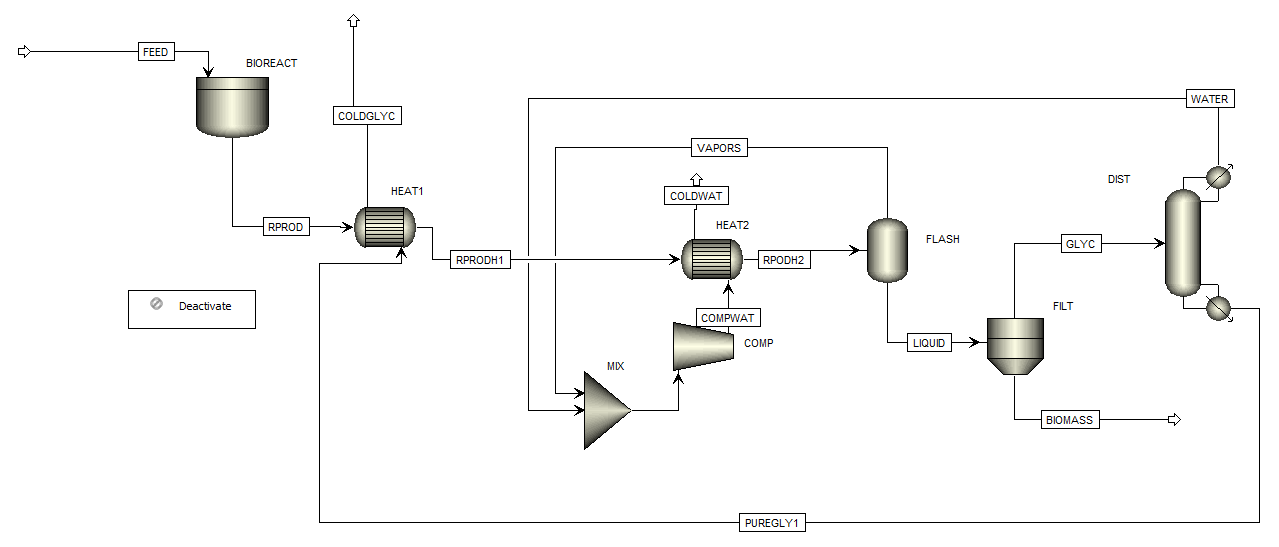 FEED
BIOREACT
COLDGLYC
WATER
VAPORS
DIST
HEAT1
COLDWAT
HEAT2
FLASH
RPROD
RPRODH1
RPODH2
GLYC
Deactivate
FILT
COMPWAT
COMP
LIQUID
MIX
BIOMASS
PUREGLY1